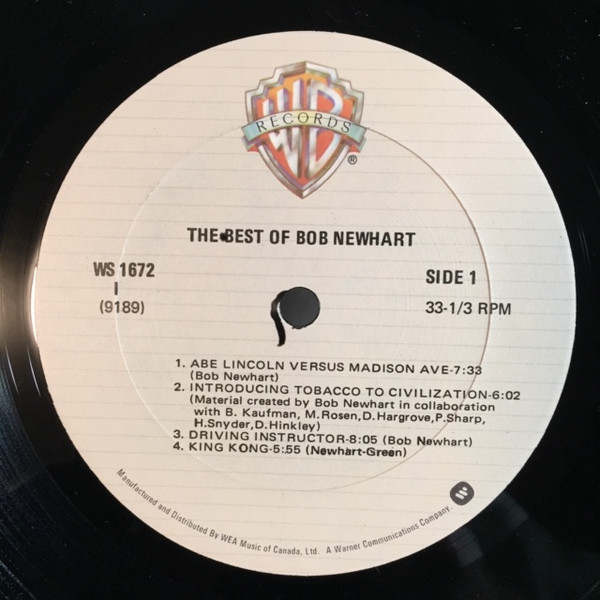 WB
RECORDS
®
THE BEST OF BOB NEWHART
WS 1672
I
(9189)
SIDE 1
33-1/3 RPM
1. ABE LINCOLN VERSUS MADISON AVE-7:33
(Bob Newhart)
2. INTRODUCING TOBACCO TO CIVILIZATION-6:02
(Material created by Bob Newhart in collaboration
with B. Kaufman, M.Rosen,D.Hargrove,P.Sharp,
H.Snyder,D.Hinkley)
3. DRIVING INSTRUCTOR-8:05 (Bob Newhart)
4. KING KONG-5:55 (Newhart-Green)
Manufactured and Distributed By WEA Music of Canada, Ltd. A Warner Communications Company.